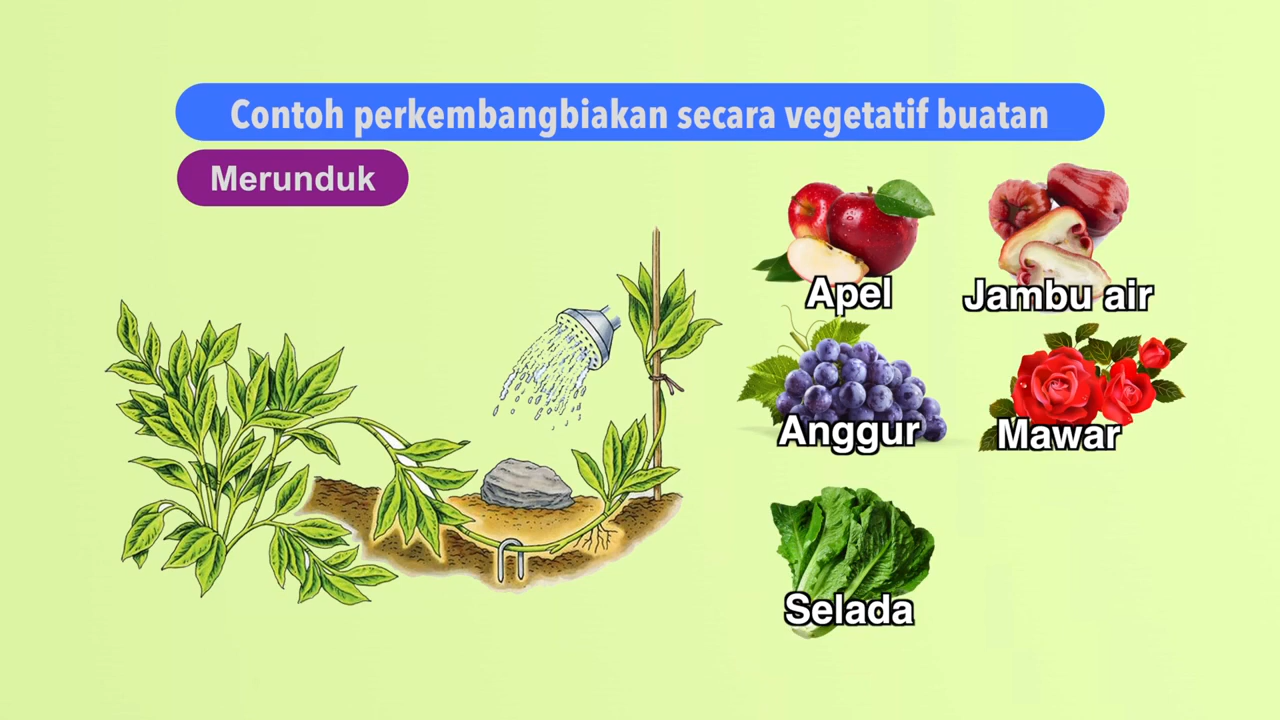 Contoh perkembangbiakan secara vegetatif buatan
Merunduk
Apel
Jambu air
Anggur
Mawar
Selada